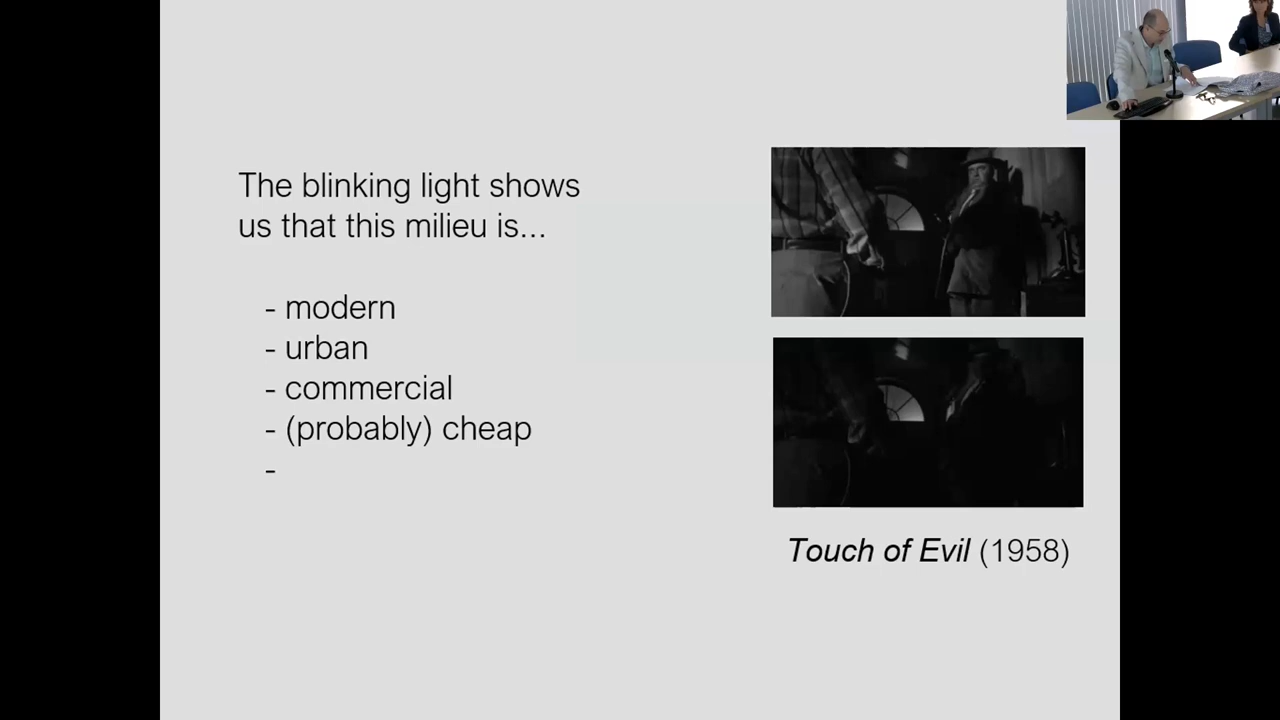 The blinking light shows
us that this milieu is...
- modern
- urban
- commercial
- (probably) cheap
-
Touch of Evil (1958)